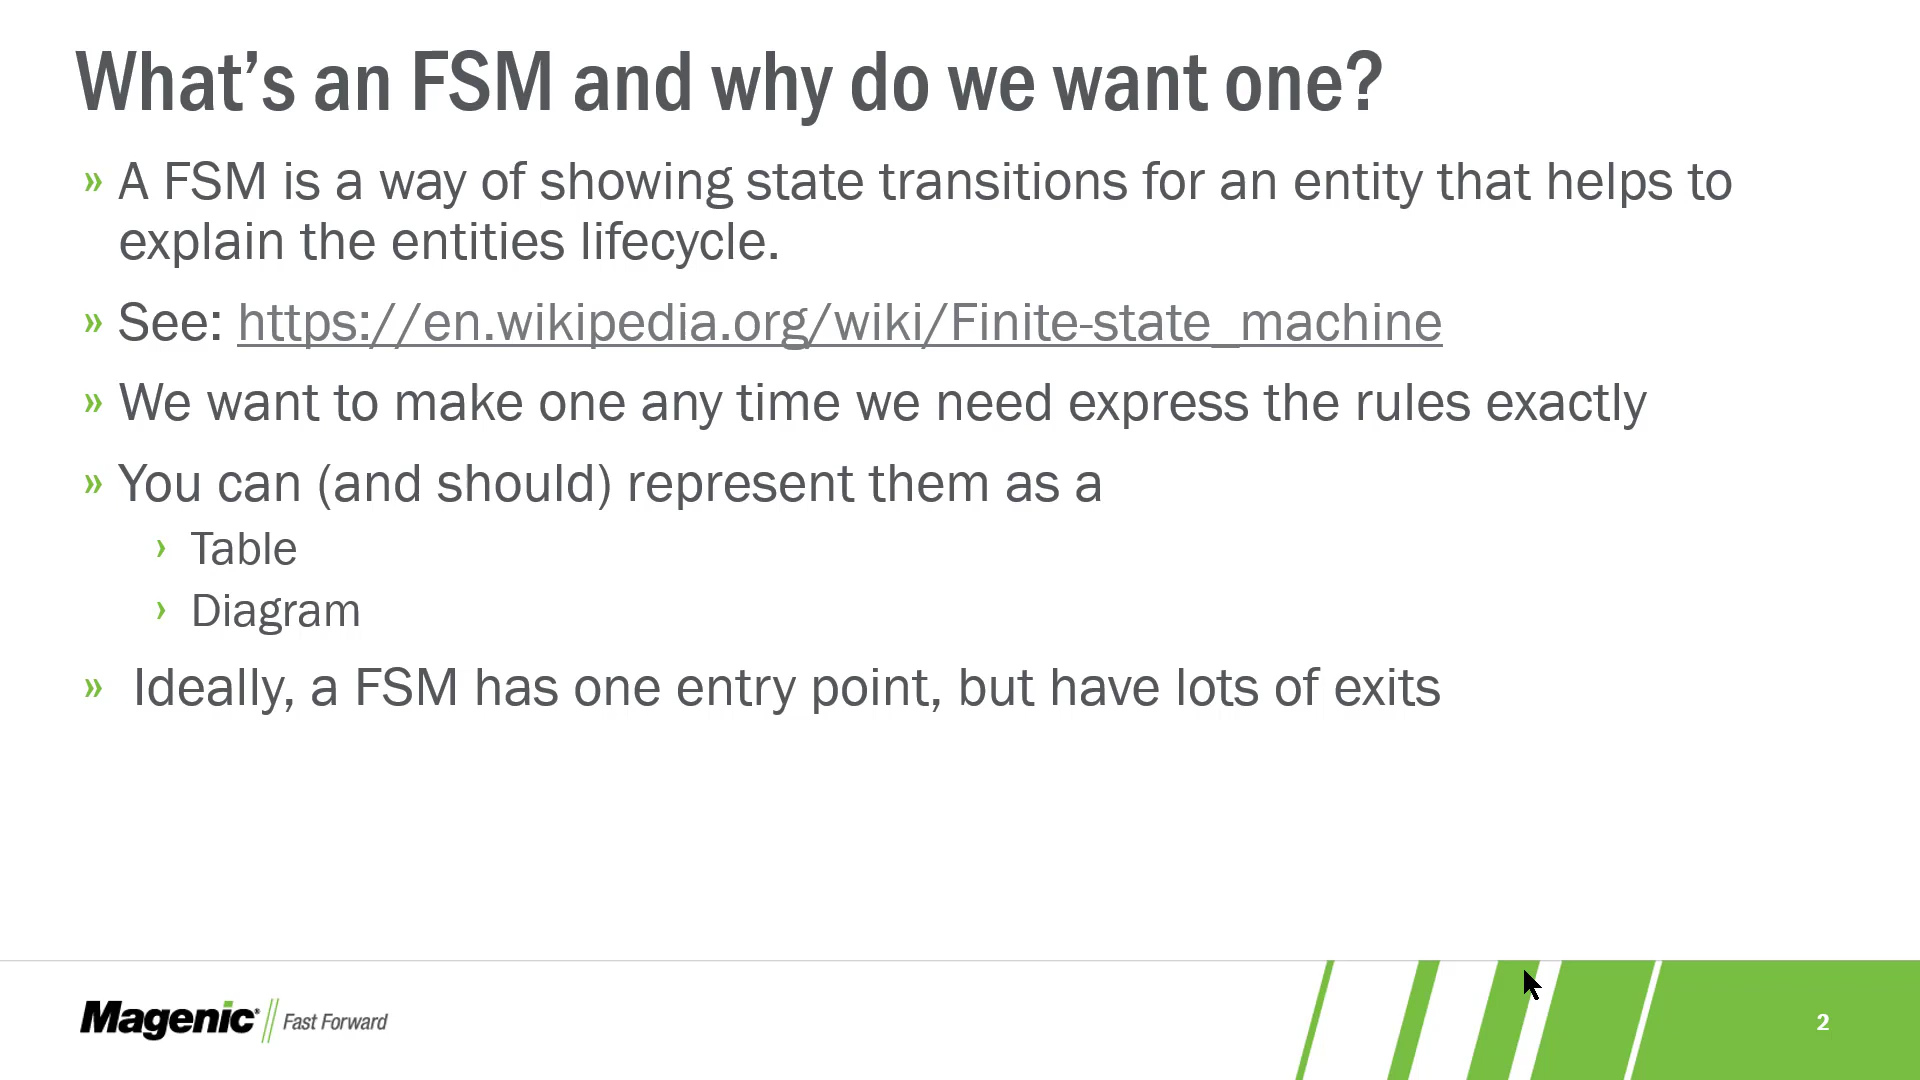 What’s an FSM and why do we want one?
» A FSM is a way of showing state transitions for an entity that helps to
explain the entities lifecycle.
» See: https://en.wikipedia.org/wiki/Finite-state_machine
» We want to make one any time we need express the rules exactly
» You can (and should) represent them as a
› Table
› Diagram
» Ideally, a FSM has one entry point, but have lots of exits
Magenic Fast Forward
2